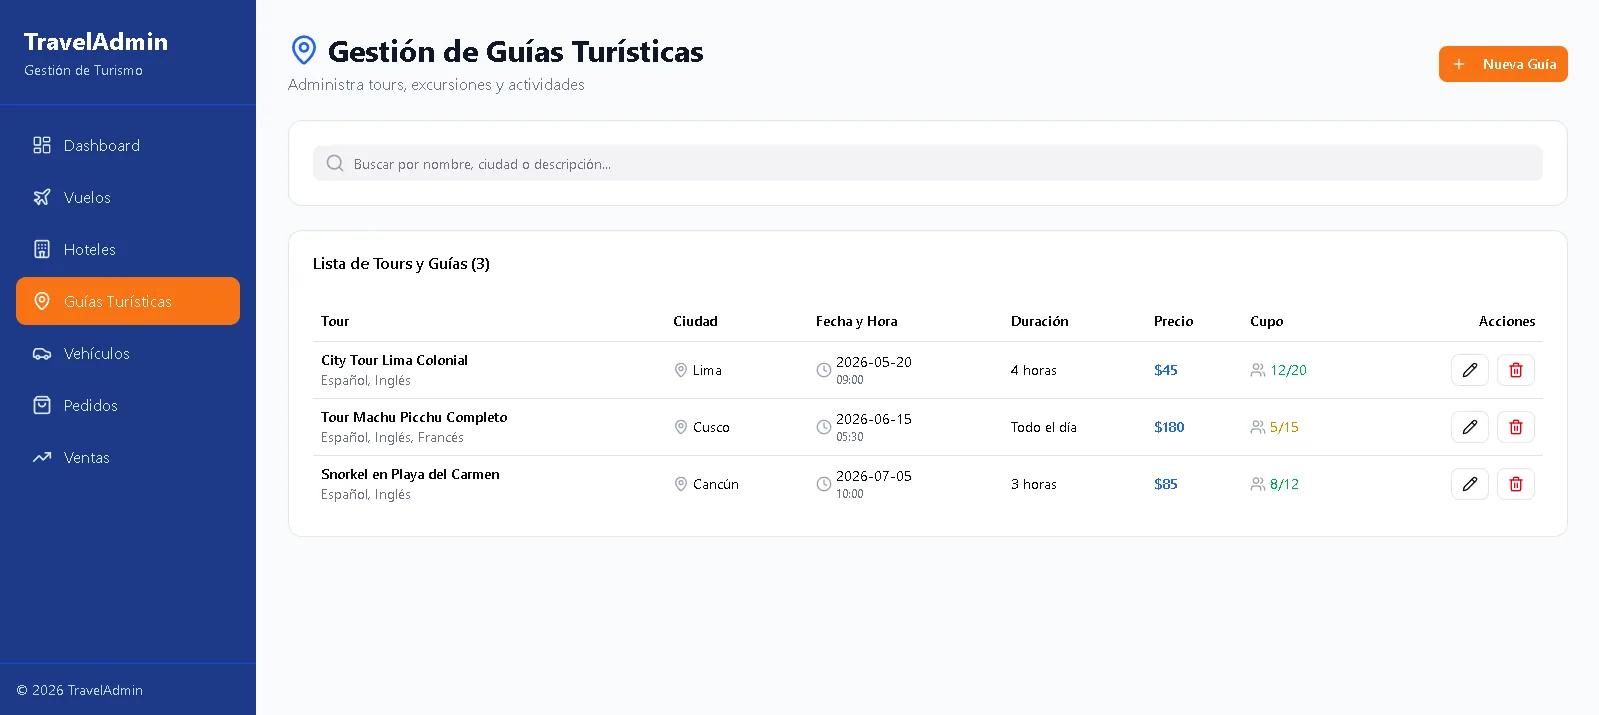 TravelAdmin
Gestión de Turismo
Dashboard
Vuelos
Hoteles
Guías Turísticas
Vehículos
Pedidos
Ventas
© 2026 TravelAdmin
Gestión de Guías Turísticas
Administra tours, excursiones y actividades
+ Nueva Guía
Buscar por nombre, ciudad o descripción...
Lista de Tours y Guías (3)
Tour Ciudad Fecha y Hora Duración Precio Cupo Acciones
City Tour Lima Colonial
Español, Inglés
Lima
2026-05-20
09:00
4 horas
$45
12/20
Tour Machu Picchu Completo
Español, Inglés, Francés
Cusco
2026-06-15
05:30
Todo el día
$180
5/15
Snorkel en Playa del Carmen
Español, Inglés
Cancún
2026-07-05
10:00
3 horas
$85
8/12